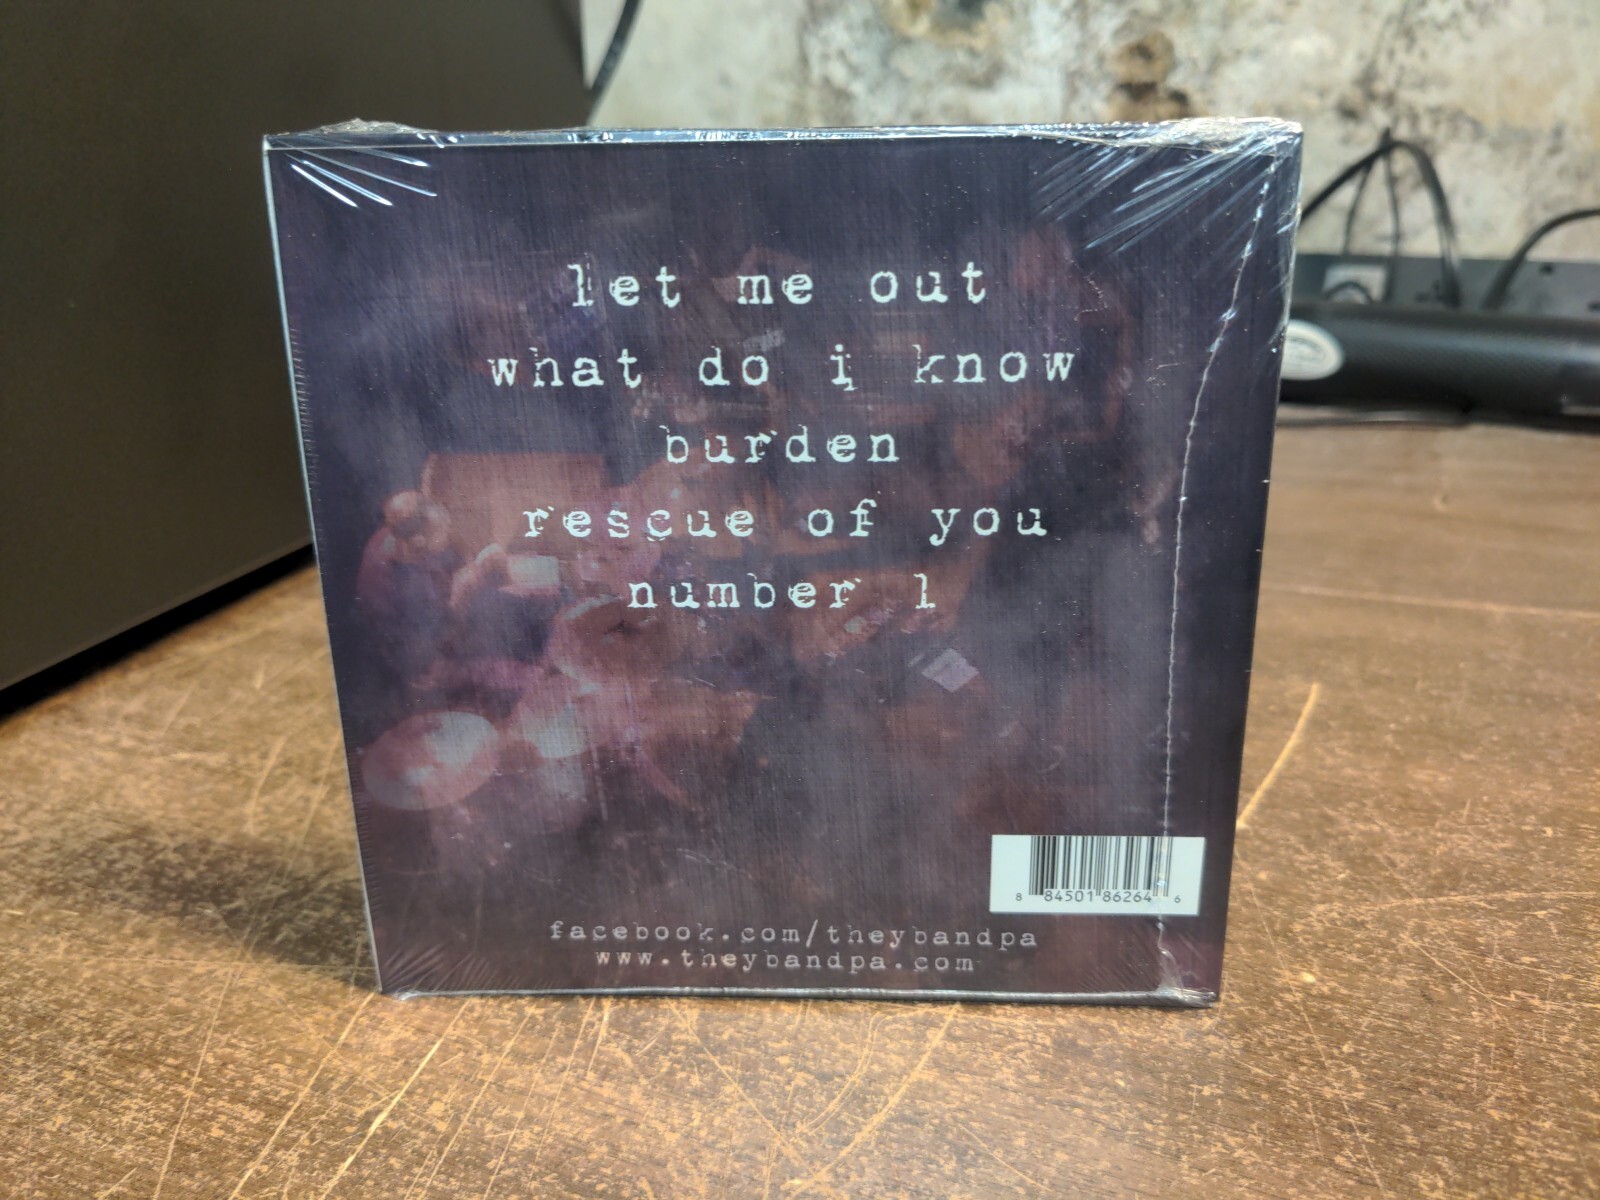 let me out
what do i know
burden
rescue of you
number 1
8 84501 86264 6
facebook.com/theybandpa
www.theybandpa.com